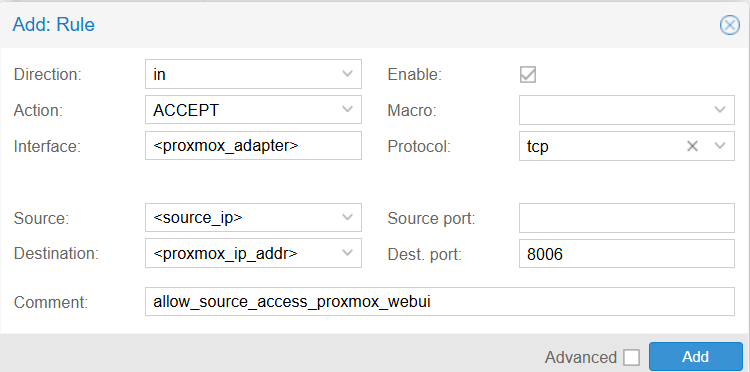 Add: Rule
Direction: in Enable:
Action: ACCEPT Macro:
Interface: <proxmox_adapter> Protocol: tcp
Source: <source_ip> Source port:
Destination: <proxmox_ip_addr> Dest. port: 8006
Comment: allow_source_access_proxmox_webui
Advanced Add